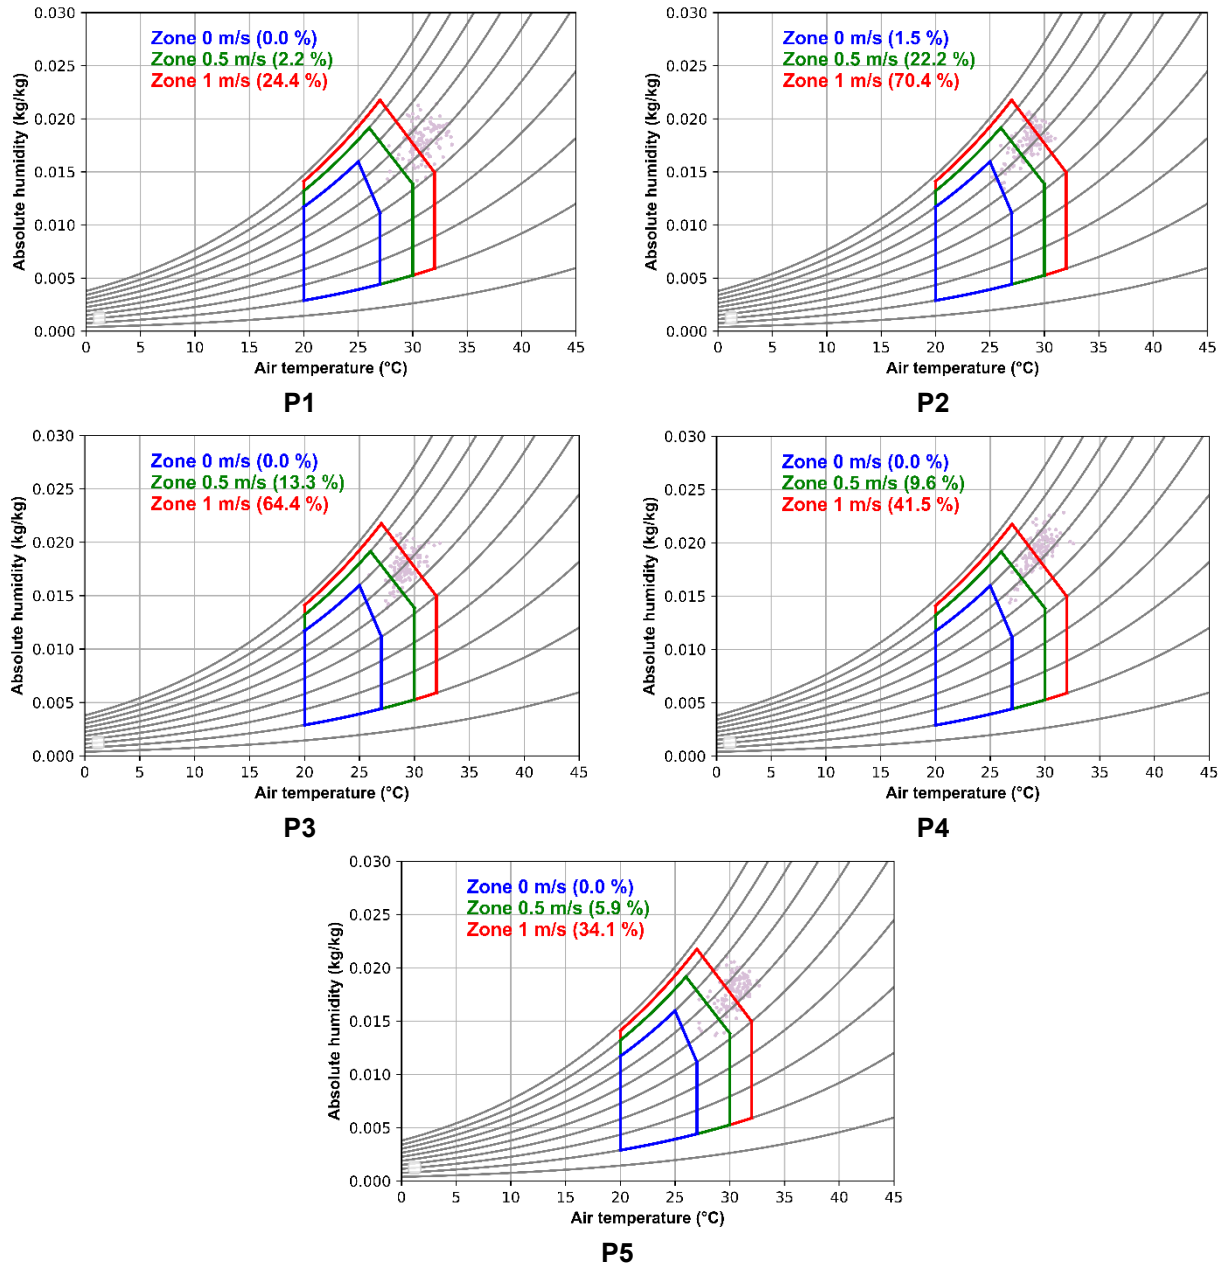 0.030
0.025
0.020
0.015
0.010
0.005
0.000
Absolute humidity (kg/kg)
Zone 0 m/s (0.0 %)
Zone 0.5 m/s (2.2 %)
Zone 1 m/s (24.4 %)
0 5 10 15 20 25 30 35 40 45
Air temperature (°C)
P1
0.030
0.025
0.020
0.015
0.010
0.005
0.000
Absolute humidity (kg/kg)
Zone 0 m/s (1.5 %)
Zone 0.5 m/s (22.2 %)
Zone 1 m/s (70.4 %)
0 5 10 15 20 25 30 35 40 45
Air temperature (°C)
P2
0.030
0.025
0.020
0.015
0.010
0.005
0.000
Absolute humidity (kg/kg)
Zone 0 m/s (0.0 %)
Zone 0.5 m/s (13.3 %)
Zone 1 m/s (64.4 %)
0 5 10 15 20 25 30 35 40 45
Air temperature (°C)
P3
0.030
0.025
0.020
0.015
0.010
0.005
0.000
Absolute humidity (kg/kg)
Zone 0 m/s (0.0 %)
Zone 0.5 m/s (9.6 %)
Zone 1 m/s (41.5 %)
0 5 10 15 20 25 30 35 40 45
Air temperature (°C)
P4
0.030
0.025
0.020
0.015
0.010
0.005
0.000
Absolute humidity (kg/kg)
Zone 0 m/s (0.0 %)
Zone 0.5 m/s (5.9 %)
Zone 1 m/s (34.1 %)
0 5 10 15 20 25 30 35 40 45
Air temperature (°C)
P5